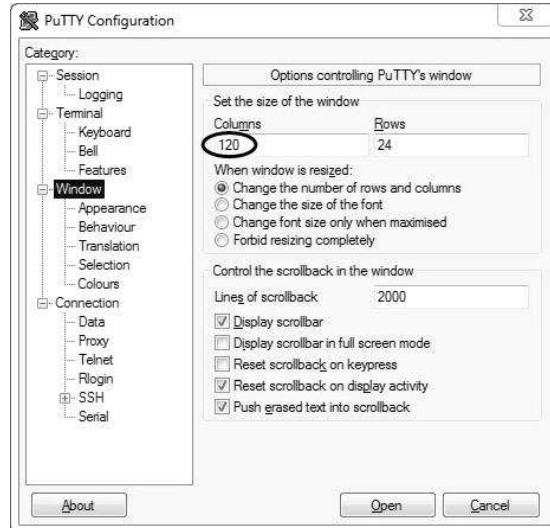 PuTTY Configuration
Category:
Session
Logging
Terminal
Keyboard
Bell
Features
Window
Appearance
Behaviour
Translation
Selection
Colours
Connection
Data
Proxy
Telnet
Rlogin
SSH
Serial
Options controlling PuTTY's window
Set the size of the window
Columns Rows
120 24
When window is resized:
Change the number of rows and columns
Change the size of the font
Change font size only when maximised
Forbid resizing completely
Control the scrollback in the window
Lines of scrollback 2000
Display scrollbar
Display scrollbar in full screen mode
Reset scrollback on keypress
Reset scrollback on display activity
Push erased text into scrollback
About Open Cancel